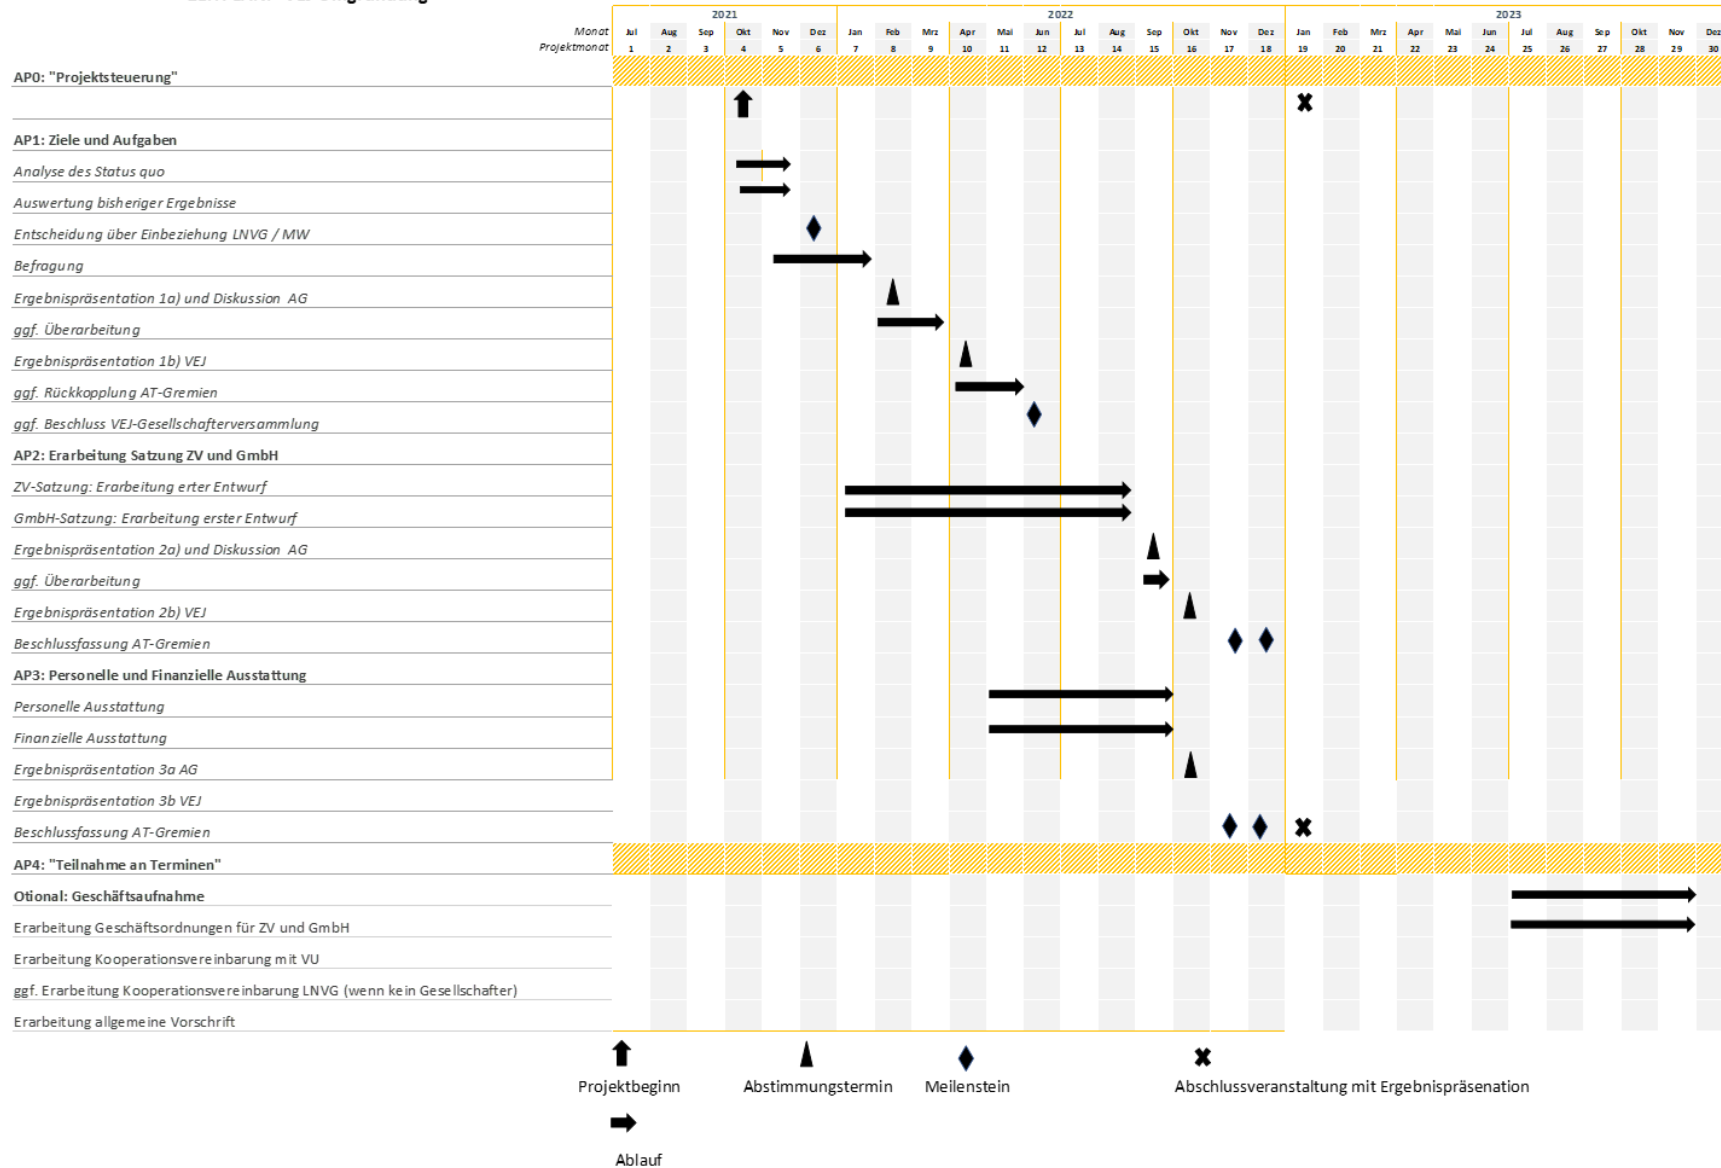 2021 2022 2023
Monat Jul Aug Sep Okt Nov Dez Jan Feb Mrz Apr Mai Jun Jul Aug Sep Okt Nov Dez Jan Feb Mrz Apr Mai Jun Jul Aug Sep Okt Nov Dez
Projektmonat 1 2 3 4 5 6 7 8 9 10 11 12 13 14 15 16 17 18 19 20 21 22 23 24 25 26 27 28 29 30
AP0: "Projektsteuerung"
AP1: Ziele und Aufgaben
Analyse des Status quo
Auswertung bisheriger Ergebnisse
Entscheidung über Einbeziehung LNVG / MW
Befragung
Ergebnispräsentation 1a) und Diskussion AG
ggf. Überarbeitung
Ergebnispräsentation 1b) VEJ
ggf. Rückkopplung AT-Gremien
ggf. Beschluss VEJ-Gesellschafterversammlung
AP2: Erarbeitung Satzung ZV und GmbH
ZV-Satzung: Erarbeitung erter Entwurf
GmbH-Satzung: Erarbeitung erster Entwurf
Ergebnispräsentation 2a) und Diskussion AG
ggf. Überarbeitung
Ergebnispräsentation 2b) VEJ
Beschlussfassung AT-Gremien
AP3: Personelle und Finanzielle Ausstattung
Personelle Ausstattung
Finanzielle Ausstattung
Ergebnispräsentation 3a AG
Ergebnispräsentation 3b VEJ
Beschlussfassung AT-Gremien
AP4: "Teilnahme an Terminen"
Otional: Geschäftsaufnahme
Erarbeitung Geschäftsordnungen für ZV und GmbH
Erarbeitung Kooperationsvereinbarung mit VU
ggf. Erarbeitung Kooperationsvereinbarung LNVG (wenn kein Gesellschafter)
Erarbeitung allgemeine Vorschrift
Projektbeginn Abstimmungstermin Meilenstein Abschlussveranstaltung mit Ergebnispräsenation
Ablauf